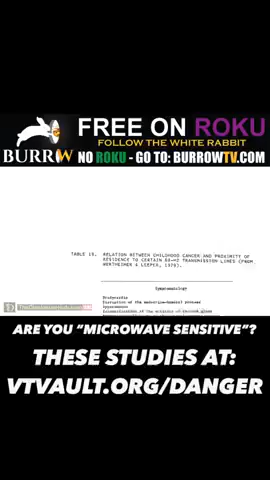 BURROW
FREE ON ROKU
FOLLOW THE WHITE RABBIT
NO ROKU - GO TO: BURROWTV.COM
TABLE 15. RELATION BETWEEN CHILDHOOD CANCER AND PROXIMITY OF
RESIDENCE TO CERTAIN 60-HZ TRANSMISSION LINES (FROM
WERTHEIMER & LEEPER, 1979).
Symptomatology
Bradycardia
Disruption of the endocrine-humoral process
Hypotension
ARE YOU "MICROWAVE SENSITIVE"?
THESE STUDIES AT:
VTVAULT.ORG/DANGER